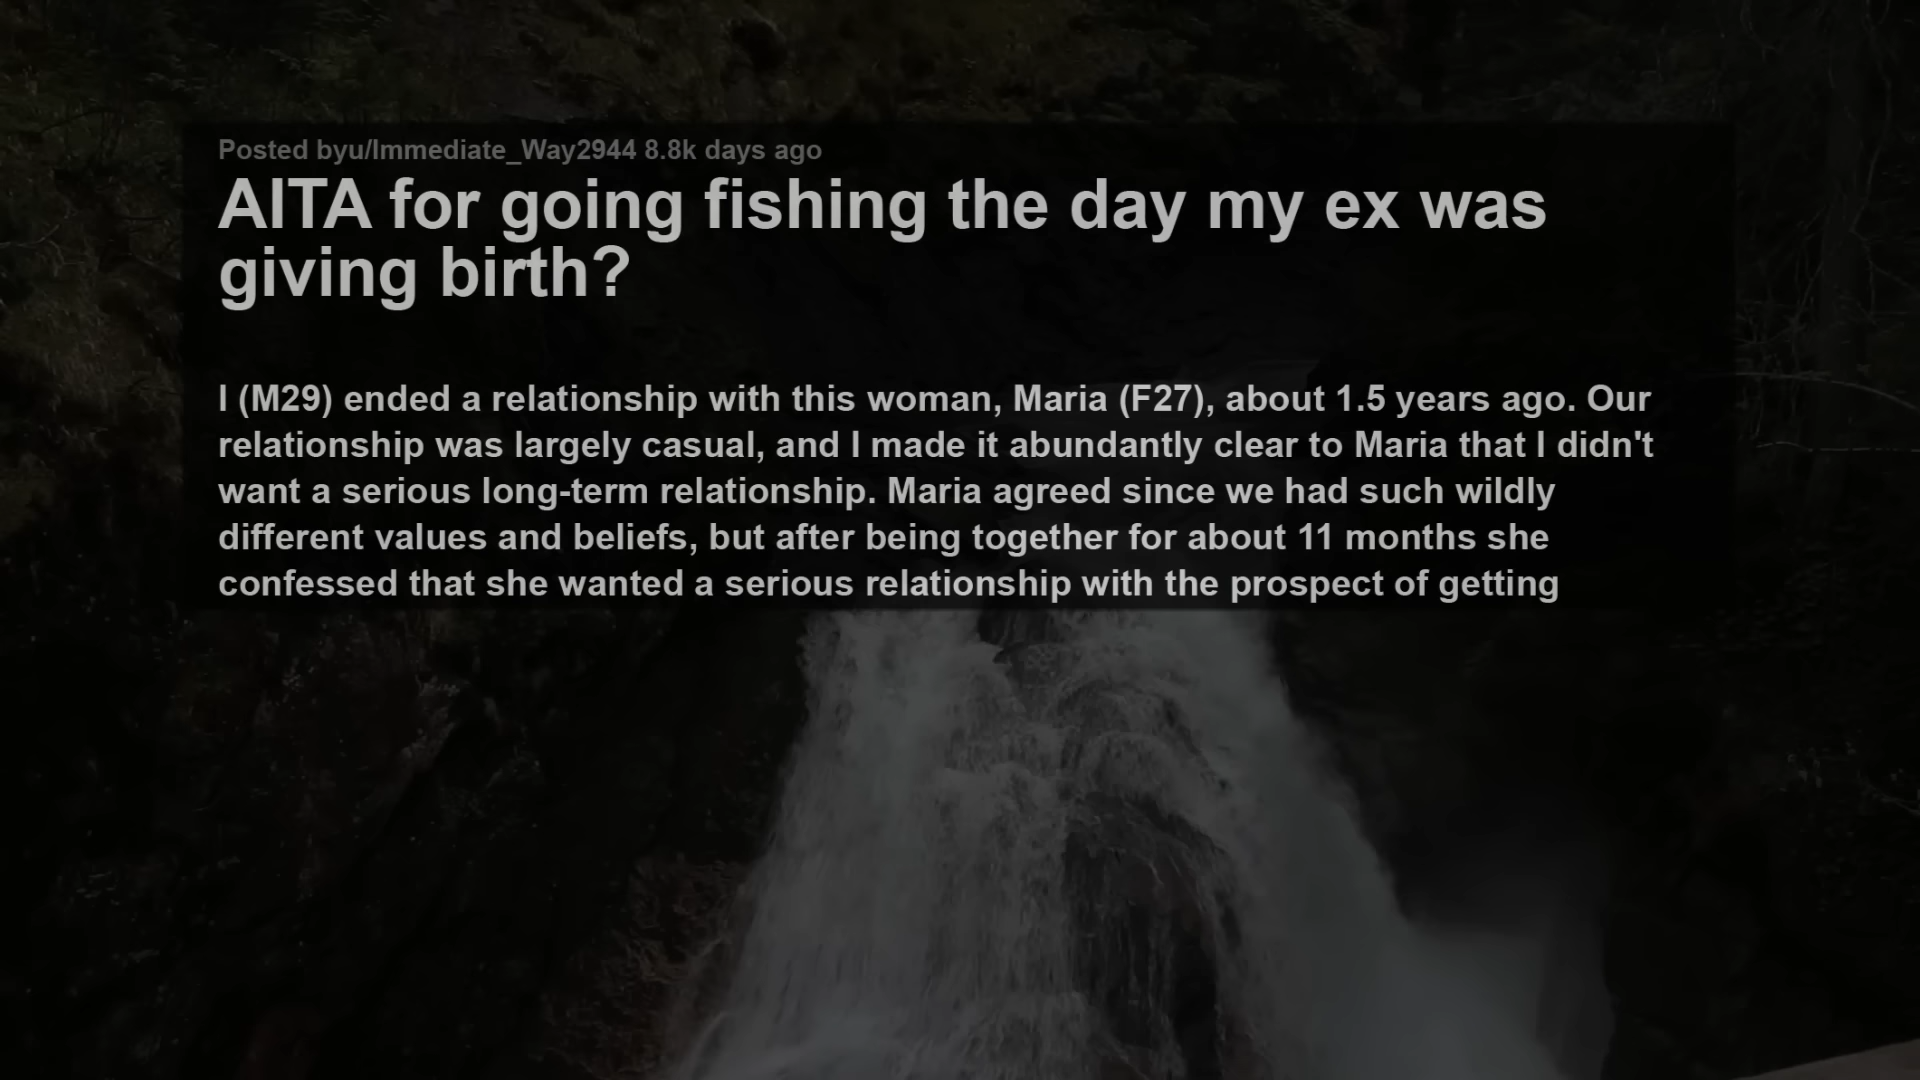 Posted byu/Immediate_Way2944 8.8k days ago
AITA for going fishing the day my ex was
giving birth?
I (M29) ended a relationship with this woman, Maria (F27), about 1.5 years ago. Our
relationship was largely casual, and I made it abundantly clear to Maria that I didn't
want a serious long-term relationship. Maria agreed since we had such wildly
different values and beliefs, but after being together for about 11 months she
confessed that she wanted a serious relationship with the prospect of getting